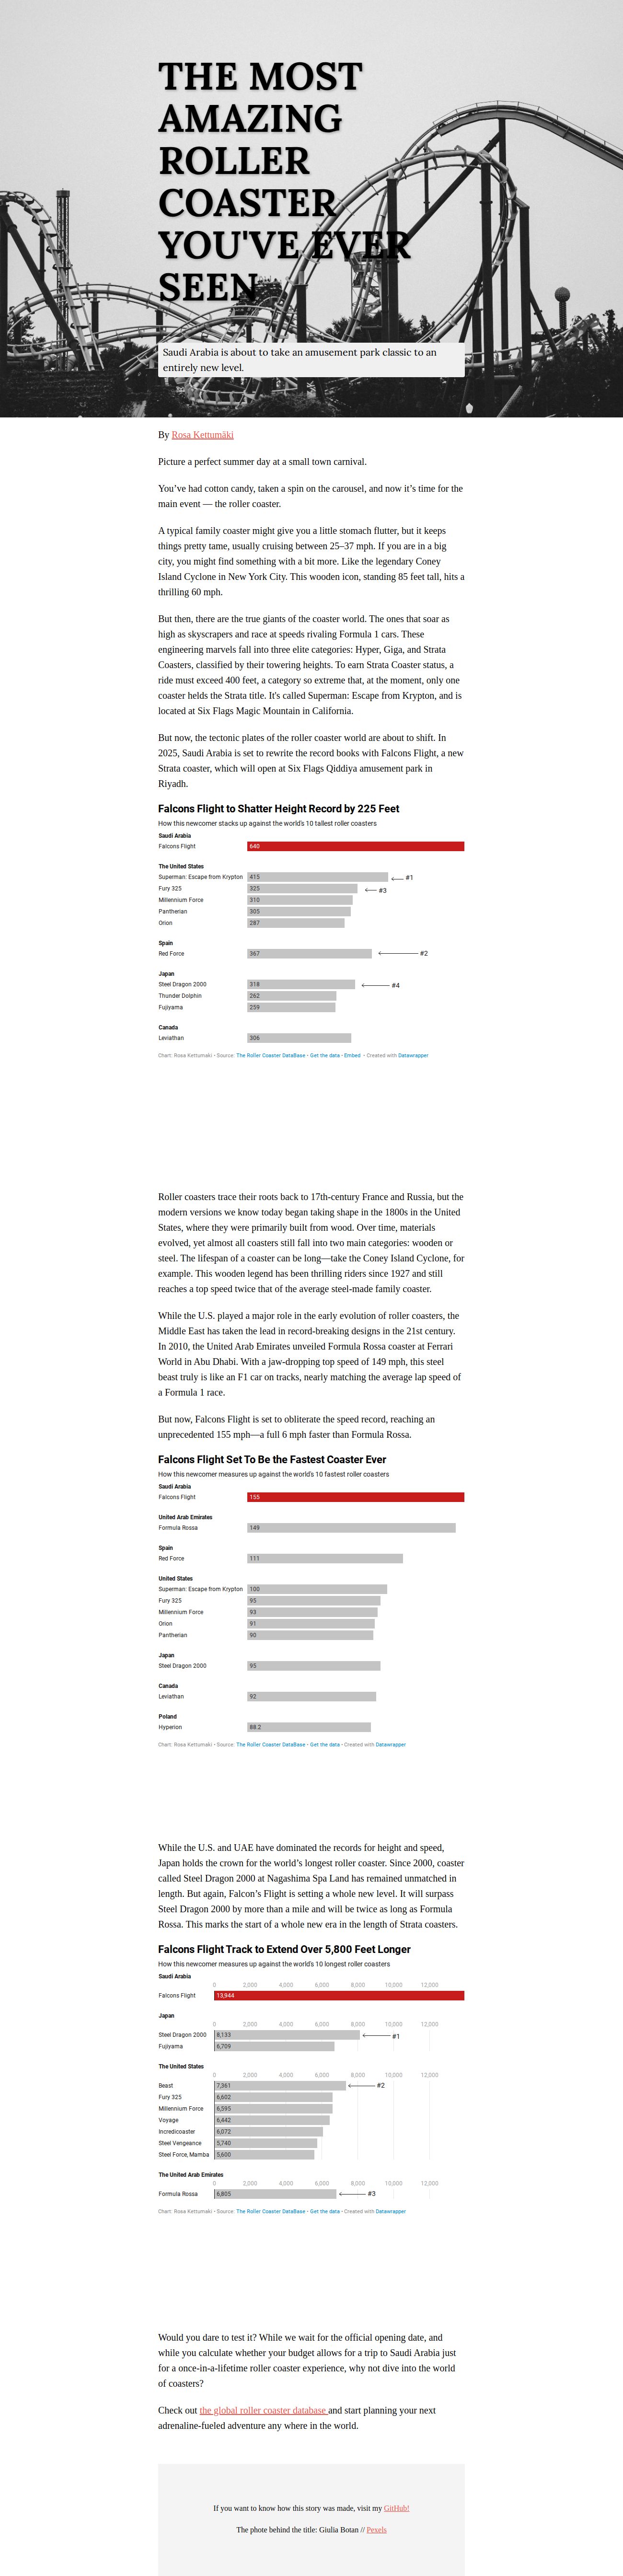 THE MOST
AMAZING
ROLLER
COASTER
YOU'VE EVER
SEEN
Saudi Arabia is about to take an amusement park classic to an
entirely new level.
By Rosa Kettumäki
Picture a perfect summer day at a small town carnival.
You’ve had cotton candy, taken a spin on the carousel, and now it’s time for the
main event — the roller coaster.
A typical family coaster might give you a little stomach flutter, but it keeps
things pretty tame, usually cruising between 25–37 mph. If you are in a big
city, you might find something with a bit more. Like the legendary Coney
Island Cyclone in New York City. This wooden icon, standing 85 feet tall, hits a
thrilling 60 mph.
But then, there are the true giants of the coaster world. The ones that soar as
high as skyscrapers and race at speeds rivaling Formula 1 cars. These
engineering marvels fall into three elite categories: Hyper, Giga, and Strata
Coasters, classified by their towering heights. To earn Strata Coaster status, a
ride must exceed 400 feet, a category so extreme that, at the moment, only one
coaster helds the Strata title. It's called Superman: Escape from Krypton, and is
located at Six Flags Magic Mountain in California.
But now, the tectonic plates of the roller coaster world are about to shift. In
2025, Saudi Arabia is set to rewrite the record books with Falcons Flight, a new
Strata coaster, which will open at Six Flags Qiddiya amusement park in
Riyadh.
Falcons Flight to Shatter Height Record by 225 Feet
How this newcomer stacks up against the world's 10 tallest roller coasters
Saudi Arabia
Falcons Flight 640
The United States
Superman: Escape from Krypton 415 #1
Fury 325 325 #3
Millennium Force 310
Pantherian 305
Orion 287
Spain
Red Force 367 #2
Japan
Steel Dragon 2000 318 #4
Thunder Dolphin 262
Fujiyama 259
Canada
Leviathan 306
Chart: Rosa Kettumaki • Source: The Roller Coaster DataBase • Get the data • Embed • Created with Datawrapper
Roller coasters trace their roots back to 17th-century France and Russia, but the
modern versions we know today began taking shape in the 1800s in the United
States, where they were primarily built from wood. Over time, materials
evolved, yet almost all coasters still fall into two main categories: wooden or
steel. The lifespan of a coaster can be long—take the Coney Island Cyclone, for
example. This wooden legend has been thrilling riders since 1927 and still
reaches a top speed twice that of the average steel-made family coaster.
While the U.S. played a major role in the early evolution of roller coasters, the
Middle East has taken the lead in record-breaking designs in the 21st century.
In 2010, the United Arab Emirates unveiled Formula Rossa coaster at Ferrari
World in Abu Dhabi. With a jaw-dropping top speed of 149 mph, this steel
beast truly is like an F1 car on tracks, nearly matching the average lap speed of
a Formula 1 race.
But now, Falcons Flight is set to obliterate the speed record, reaching an
unprecedented 155 mph—a full 6 mph faster than Formula Rossa.
Falcons Flight Set To Be the Fastest Coaster Ever
How this newcomer measures up against the world's 10 fastest roller coasters
Saudi Arabia
Falcons Flight 155
United Arab Emirates
Formula Rossa 149
Spain
Red Force 111
United States
Superman: Escape from Krypton 100
Fury 325 95
Millennium Force 93
Orion 91
Pantherian 90
Japan
Steel Dragon 2000 95
Canada
Leviathan 92
Poland
Hyperion 88.2
Chart: Rosa Kettumaki • Source: The Roller Coaster DataBase • Get the data • Created with Datawrapper
While the U.S. and UAE have dominated the records for height and speed,
Japan holds the crown for the world’s longest roller coaster. Since 2000, coaster
called Steel Dragon 2000 at Nagashima Spa Land has remained unmatched in
length. But again, Falcon’s Flight is setting a whole new level. It will surpass
Steel Dragon 2000 by more than a mile and will be twice as long as Formula
Rossa. This marks the start of a whole new era in the length of Strata coasters.
Falcons Flight Track to Extend Over 5,800 Feet Longer
How this newcomer measures up against the world's 10 longest roller coasters
Saudi Arabia
0 2,000 4,000 6,000 8,000 10,000 12,000
Falcons Flight 13,944
Japan
0 2,000 4,000 6,000 8,000 10,000 12,000
Steel Dragon 2000 8,133 #1
Fujiyama 6,709
The United States
0 2,000 4,000 6,000 8,000 10,000 12,000
Beast 7,361 #2
Fury 325 6,602
Millennium Force 6,595
Voyage 6,442
Incredicoaster 6,072
Steel Vengeance 5,740
Steel Force, Mamba 5,600
The United Arab Emirates
0 2,000 4,000 6,000 8,000 10,000 12,000
Formula Rossa 6,805 #3
Chart: Rosa Kettumaki • Source: The Roller Coaster DataBase • Get the data • Created with Datawrapper
Would you dare to test it? While we wait for the official opening date, and
while you calculate whether your budget allows for a trip to Saudi Arabia just
for a once-in-a-lifetime roller coaster experience, why not dive into the world
of coasters?
Check out the global roller coaster database and start planning your next
adrenaline-fueled adventure any where in the world.
If you want to know how this story was made, visit my GitHub!
The phote behind the title: Giulia Botan // Pexels